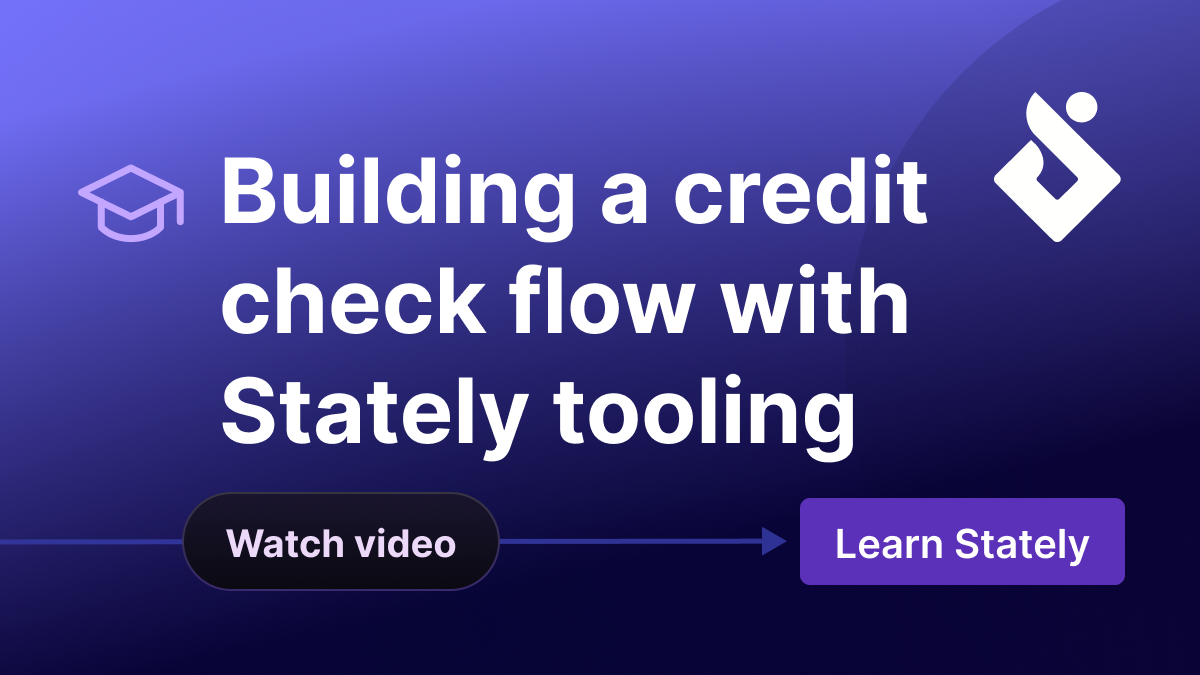 Building a credit
check flow with
Stately tooling
Watch video
Learn Stately